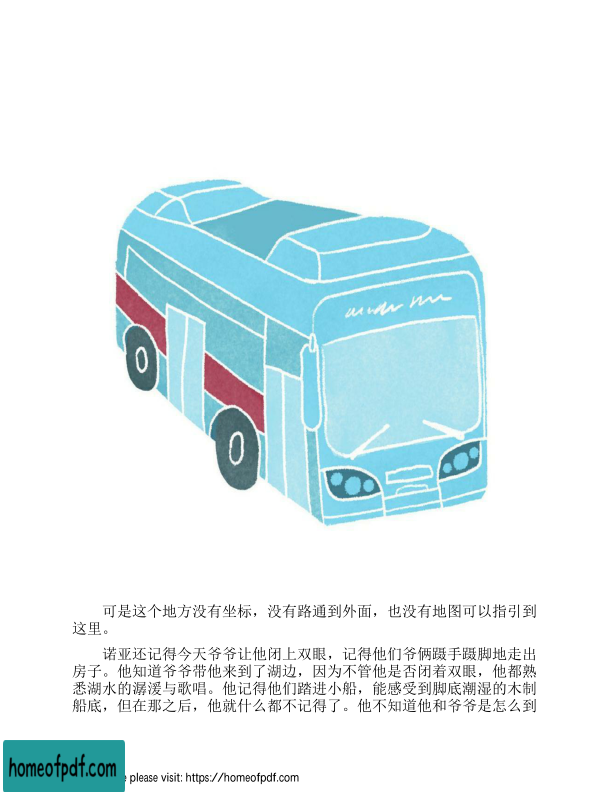 可是这个地方没有坐标，没有路通到外面，也没有地图可以指引到
这里。
诺亚还记得今天爷爷让他闭上双眼，记得他们爷俩蹑手蹑脚地走出
房子。他知道爷爷带他来到了湖边，因为不管他是否闭着双眼，他都熟
悉湖水的潺湲与歌唱。他记得他们踏进小船，能感受到脚底潮湿的木制
船底，但在那之后，他就什么都不记得了。他不知道他和爷爷是怎么到
homeofpdf.com
e please visit: https://homeofpdf.com